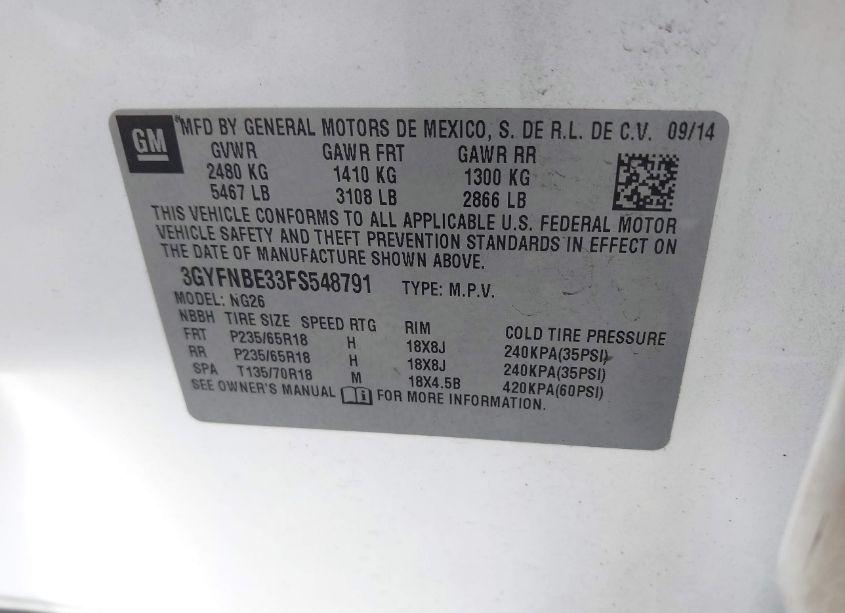 GM
MFD BY GENERAL MOTORS DE MEXICO, S. DE R.L. DE C.V. 09/14
GVWR GAWR FRT GAWR RR
2480 KG 1410 KG 1300 KG
5467 LB 3108 LB 2866 LB
THIS VEHICLE CONFORMS TO ALL APPLICABLE U.S. FEDERAL MOTOR
VEHICLE SAFETY AND THEFT PREVENTION STANDARDS IN EFFECT ON
THE DATE OF MANUFACTURE SHOWN ABOVE.
3GYFNBE33FS548791 TYPE: M.P.V.
MODEL: NG26
NBBH TIRE SIZE SPEED RTG RIM COLD TIRE PRESSURE
FRT P235/65R18 H 18X8J 240KPA(35PSI)
RR P235/65R18 H 18X8J 240KPA(35PSI)
SPA T135/70R18 M 18X4.5B 420KPA(60PSI)
SEE OWNER'S MANUAL i FOR MORE INFORMATION.